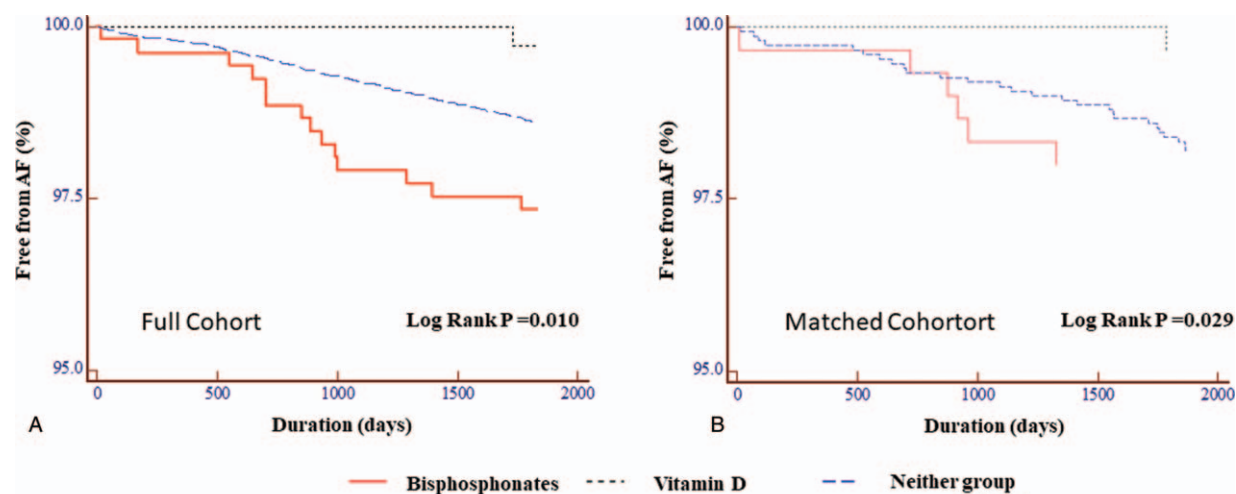 100.0
97.5
95.0
Free from AF (%)
Full Cohort
Log Rank P =0.010
0 500 1000 1500 2000
A
Duration (days)
100.0
97.5
95.0
Free from AF (%)
Matched Cohortort
Log Rank P =0.029
0 500 1000 1500 2000
B
Duration (days)
Bisphosphonates Vitamin D Neither group